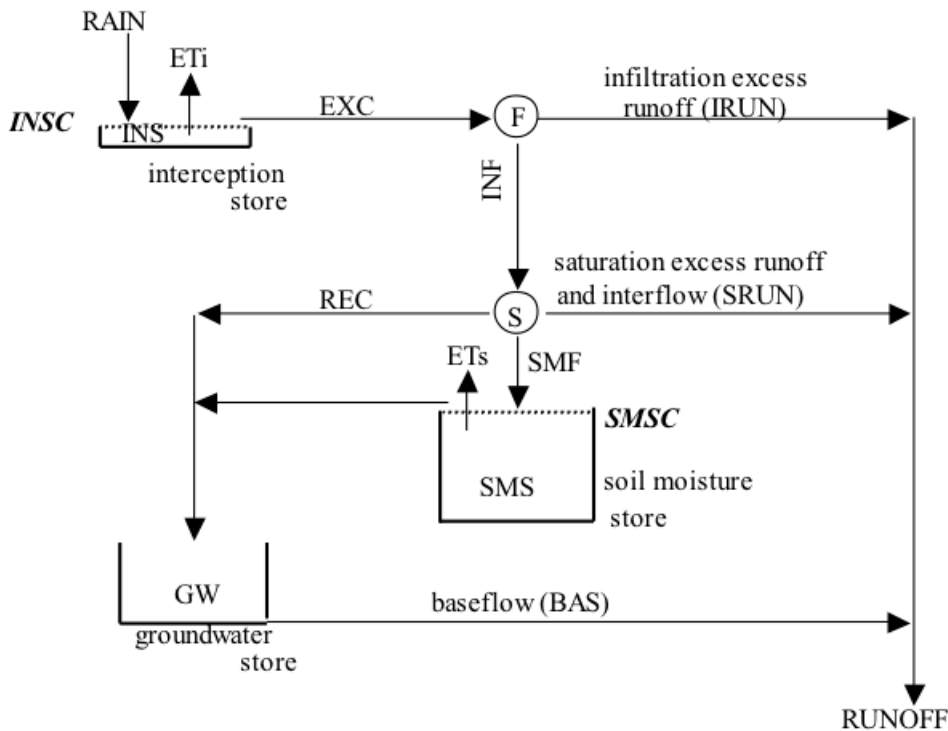 RAIN
ETi
INSC
INS
EXC
F
infiltration excess
runoff (IRUN)
interception
store
INF
saturation excess runoff
and interflow (SRUN)
REC
S
ETs
SMF
SMSC
SMS
soil moisture
store
GW
baseflow (BAS)
groundwater
store
RUNOFF